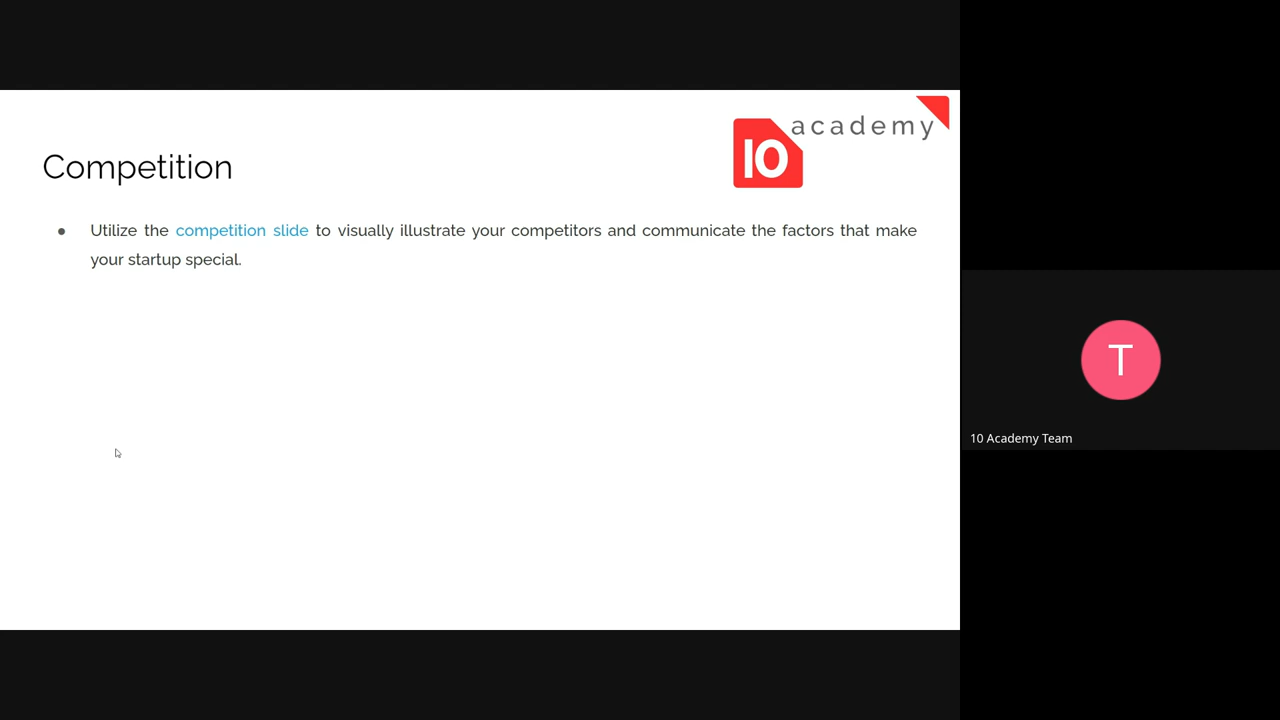 academy
10
Competition
● Utilize the competition slide to visually illustrate your competitors and communicate the factors that make
your startup special.
T
10 Academy Team